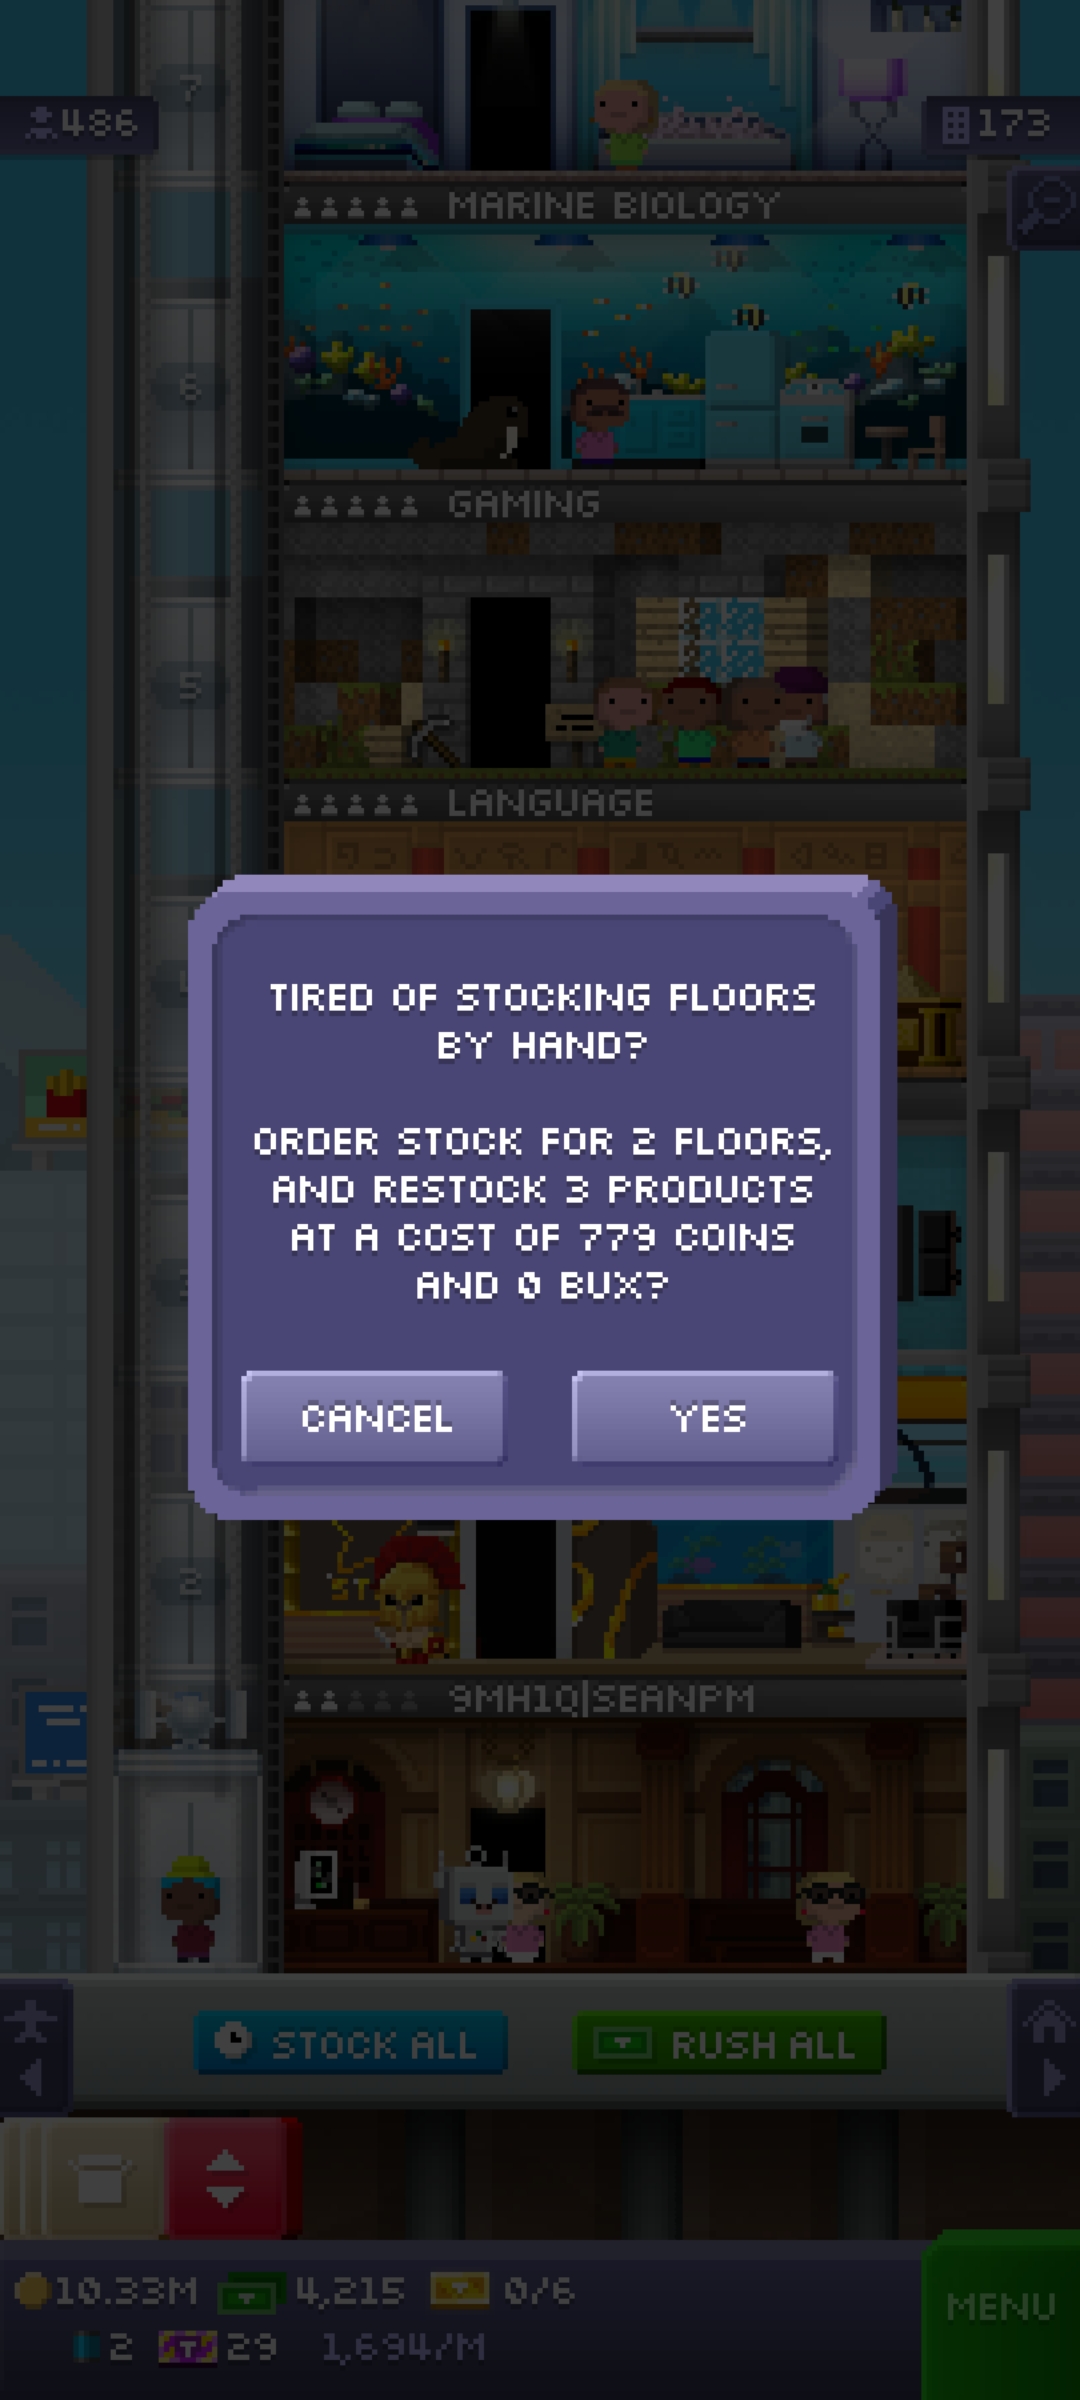 7
486
173
MARINE BIOLOGY
6
GAMING
5
LANGUAGE
TIRED OF STOCKING FLOORS
BY HAND?
ORDER STOCK FOR 2 FLOORS,
AND RESTOCK 3 PRODUCTS
AT A COST OF 779 COINS
AND 0 BUX?
CANCEL
YES
2
ST
9MH1Q|SEANPM
STOCK ALL
RUSH ALL
10.33M
4,215
0/6
MENU
2
29
1,694/M